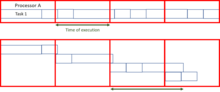 Processor A
Task 1
Time of execution